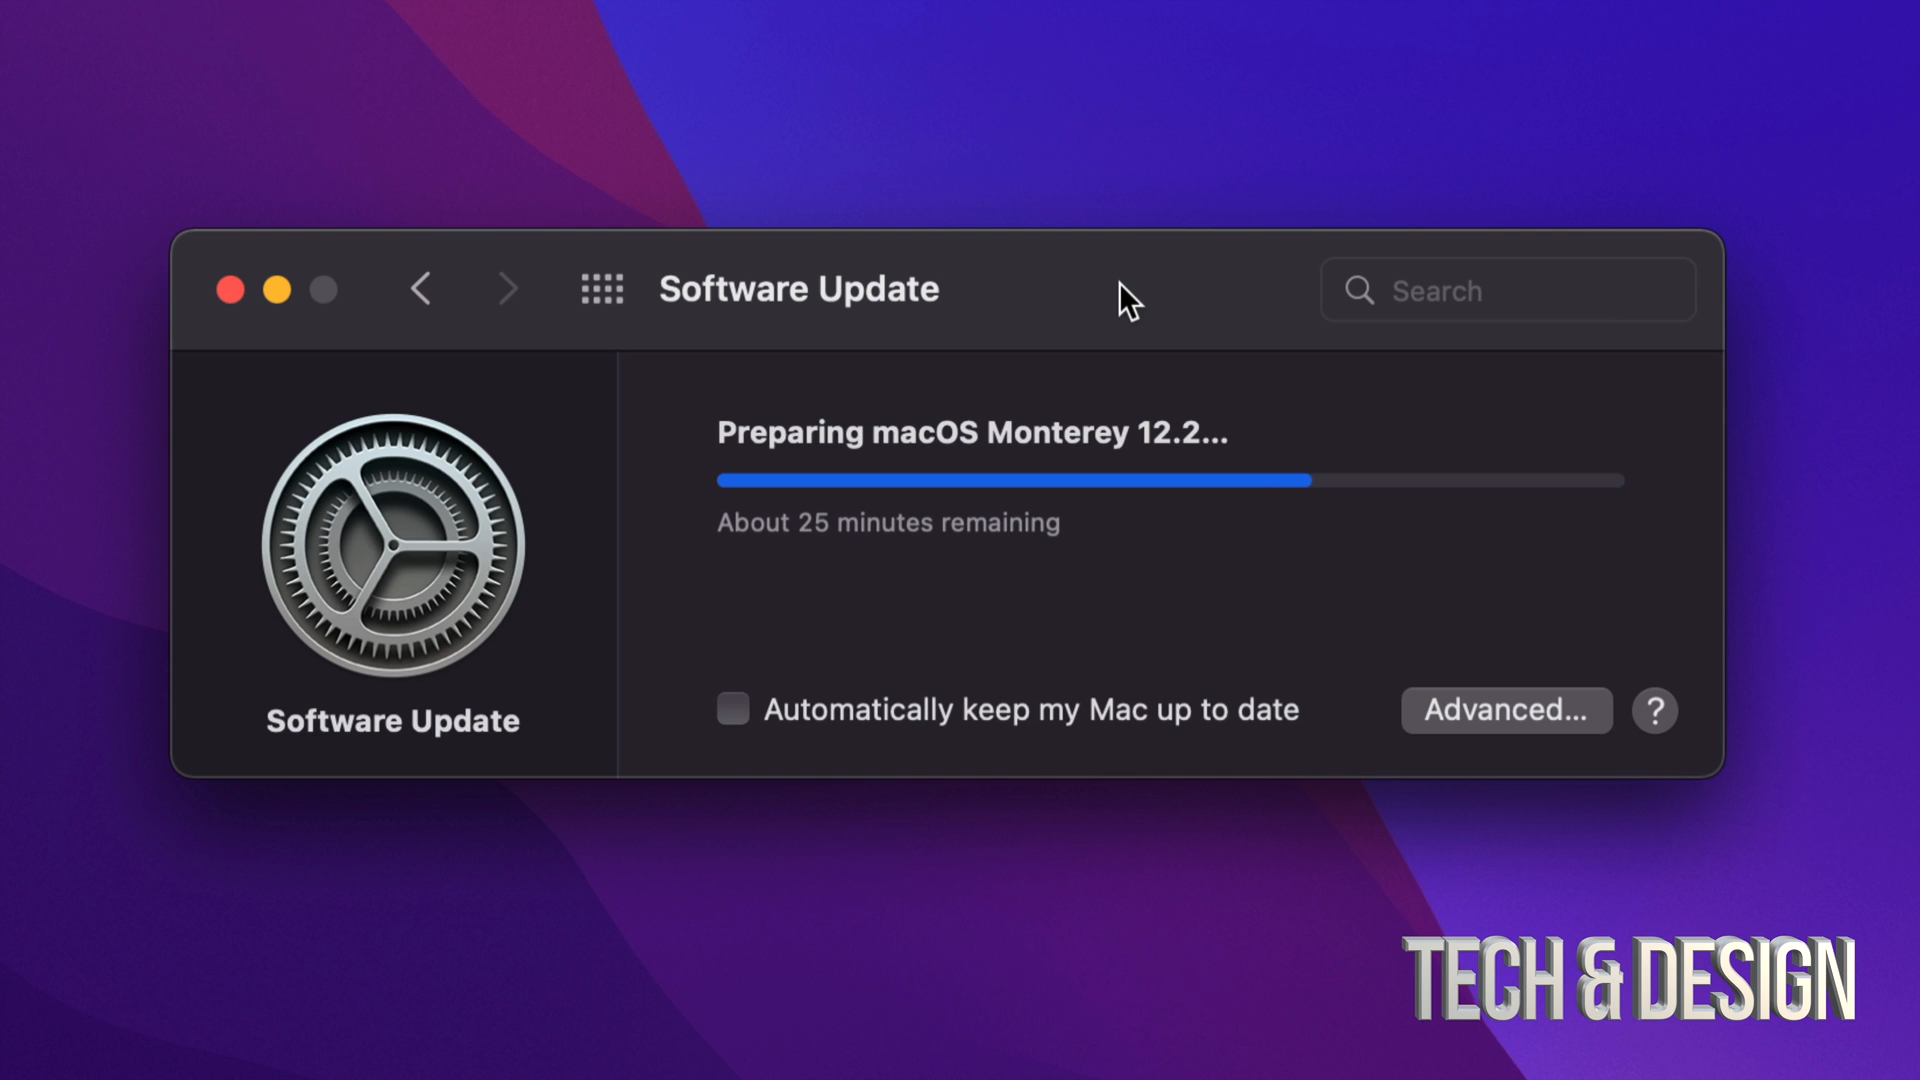 Software Update
Search
Preparing macOS Monterey 12.2...
About 25 minutes remaining
Software Update
Automatically keep my Mac up to date
Advanced...
?
TECH & DESIGN